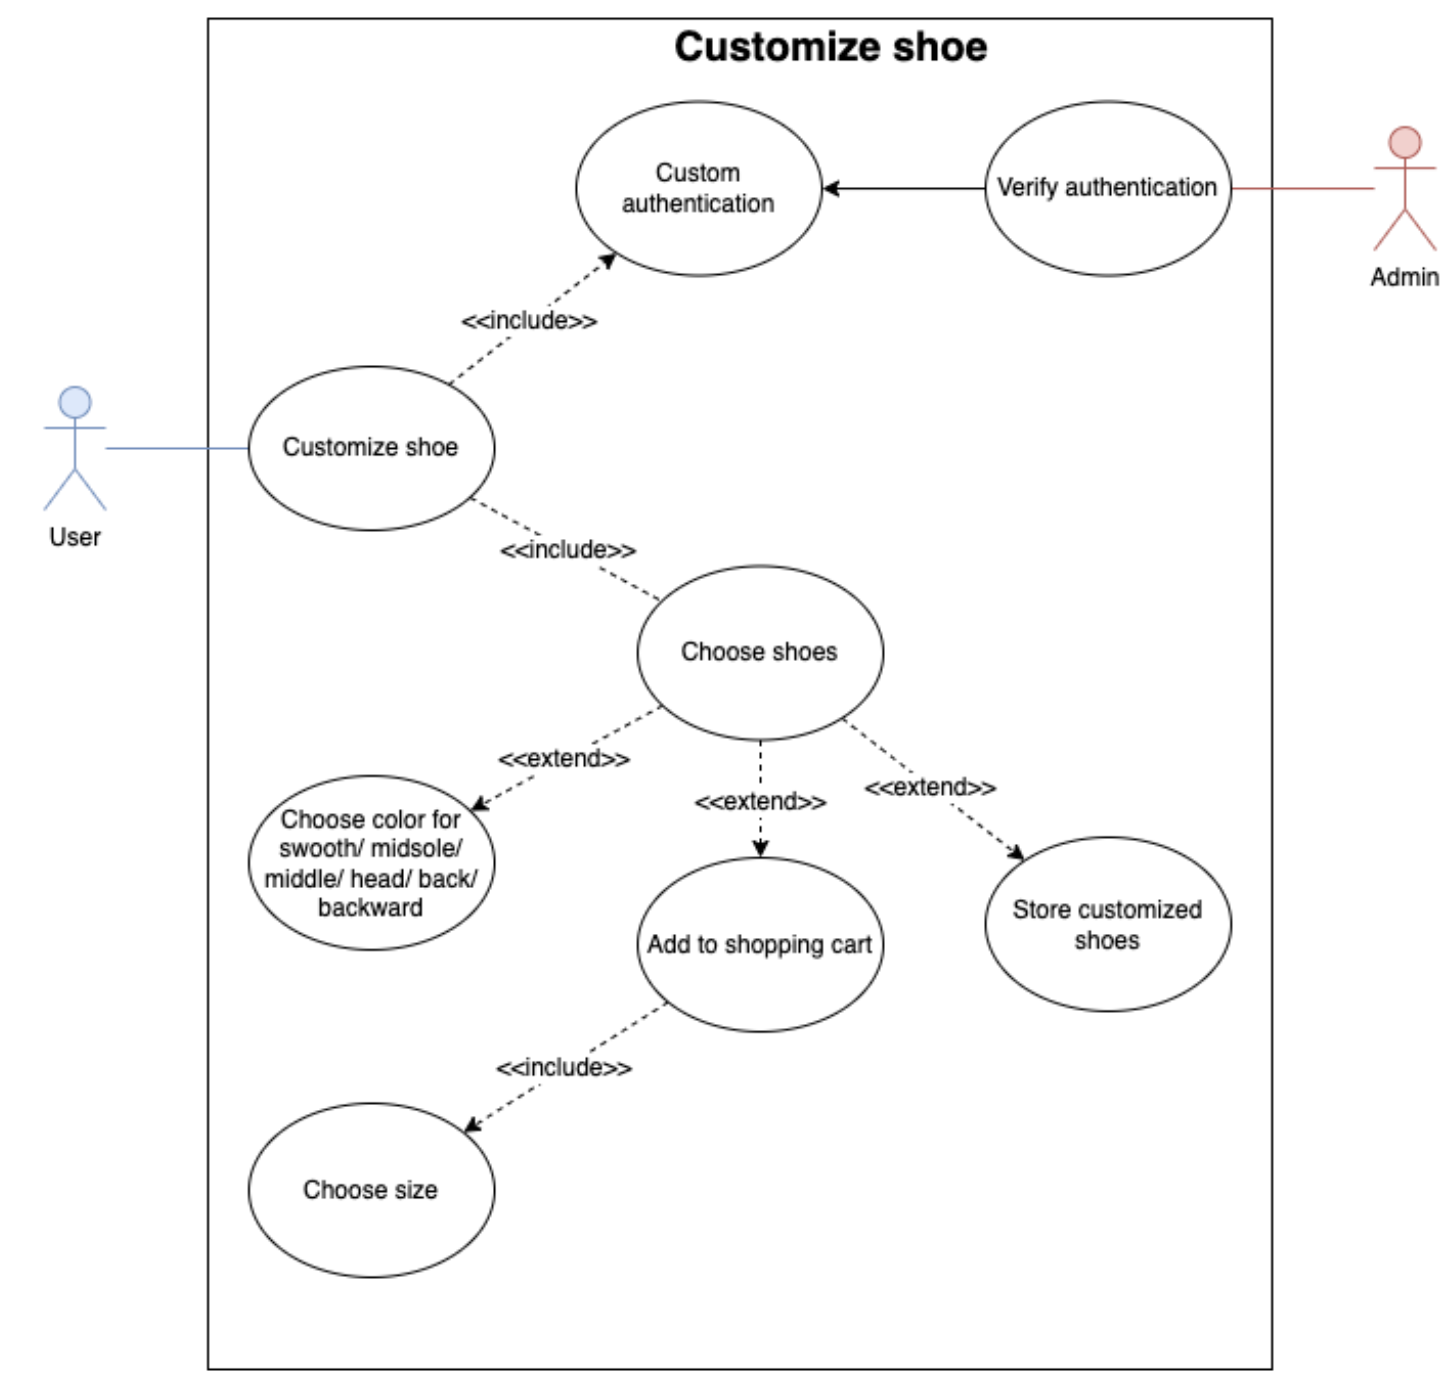 Customize shoe
Custom
authentication
Verify authentication
Admin
<<include>>
Customize shoe
User
<<include>>
Choose shoes
<<extend>>
<<extend>>
<<extend>>
Choose color for
swooth/ midsole/
middle/ head/ back/
backward
Add to shopping cart
Store customized
shoes
<<include>>
Choose size